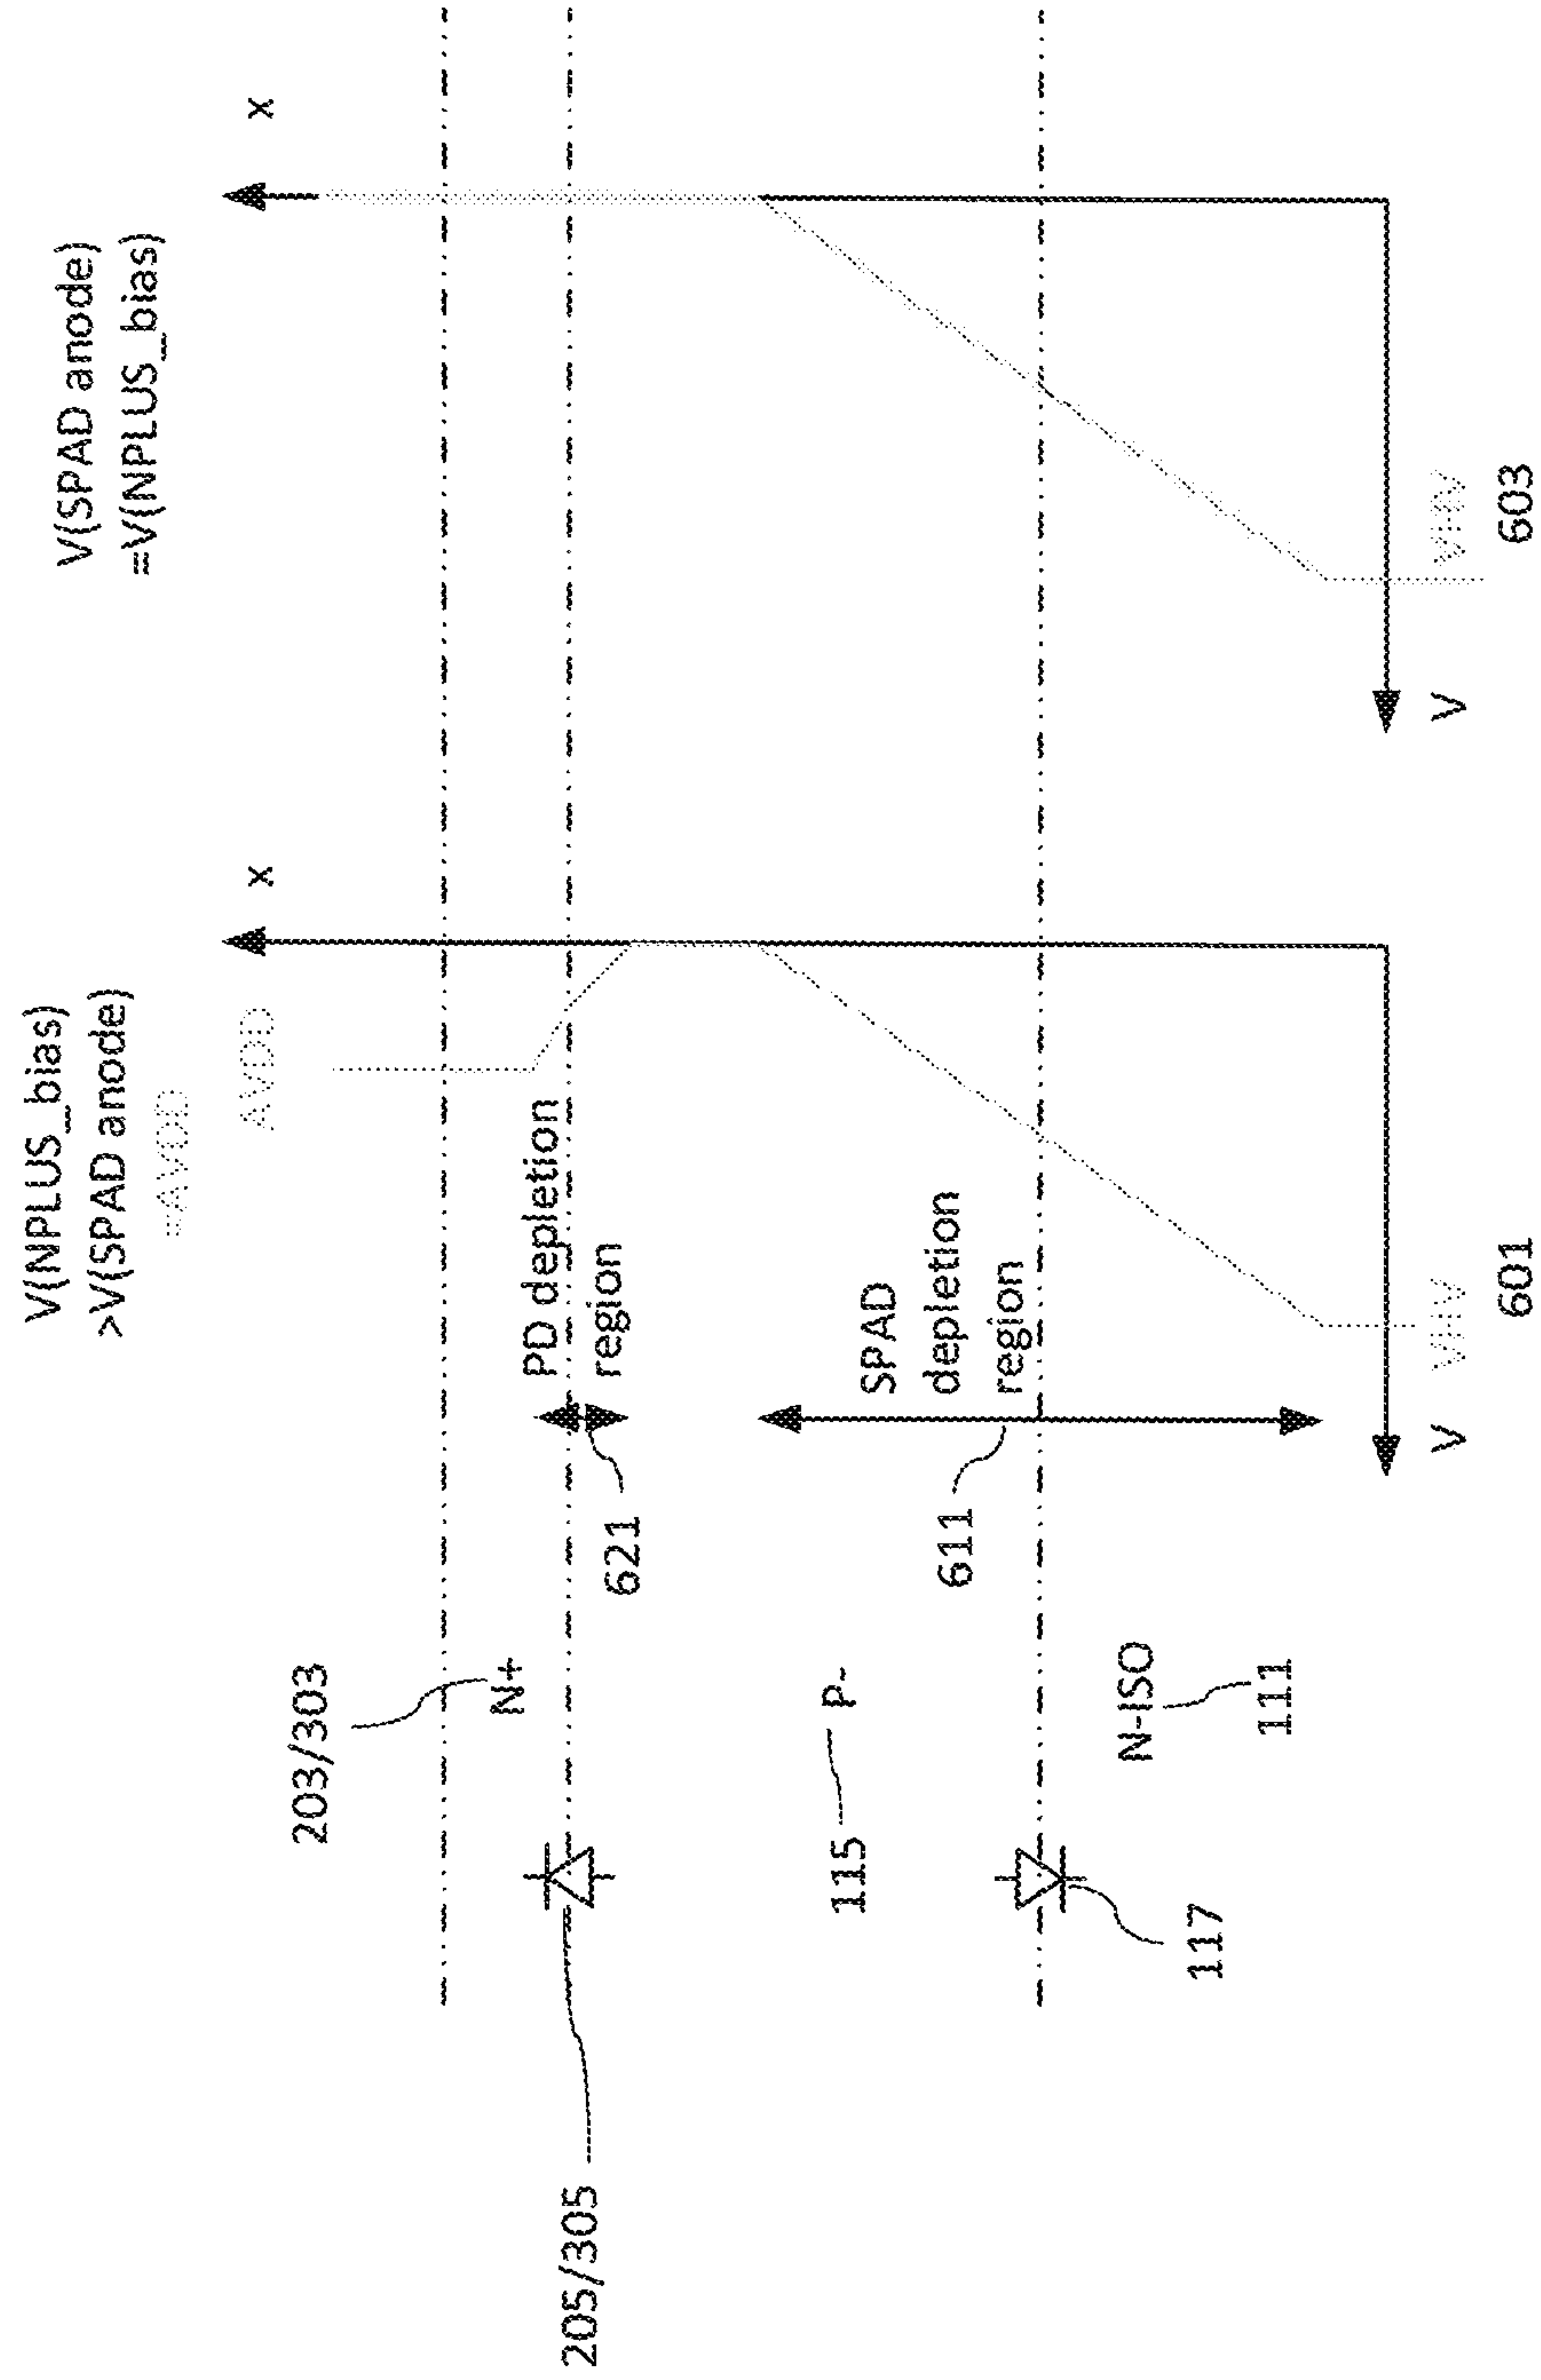 V(NPLUS_bias)
>V(SPAD anode)
=AVDD
AVDD
x
V(SPAD anode)
=V(NPLUS_bias)
x
203/303
N+
205/305
PD depletion
region
621
115
P-
SPAD
depletion
region
611
117
N-ISO
111
V
VHV
601
V
VHV
603